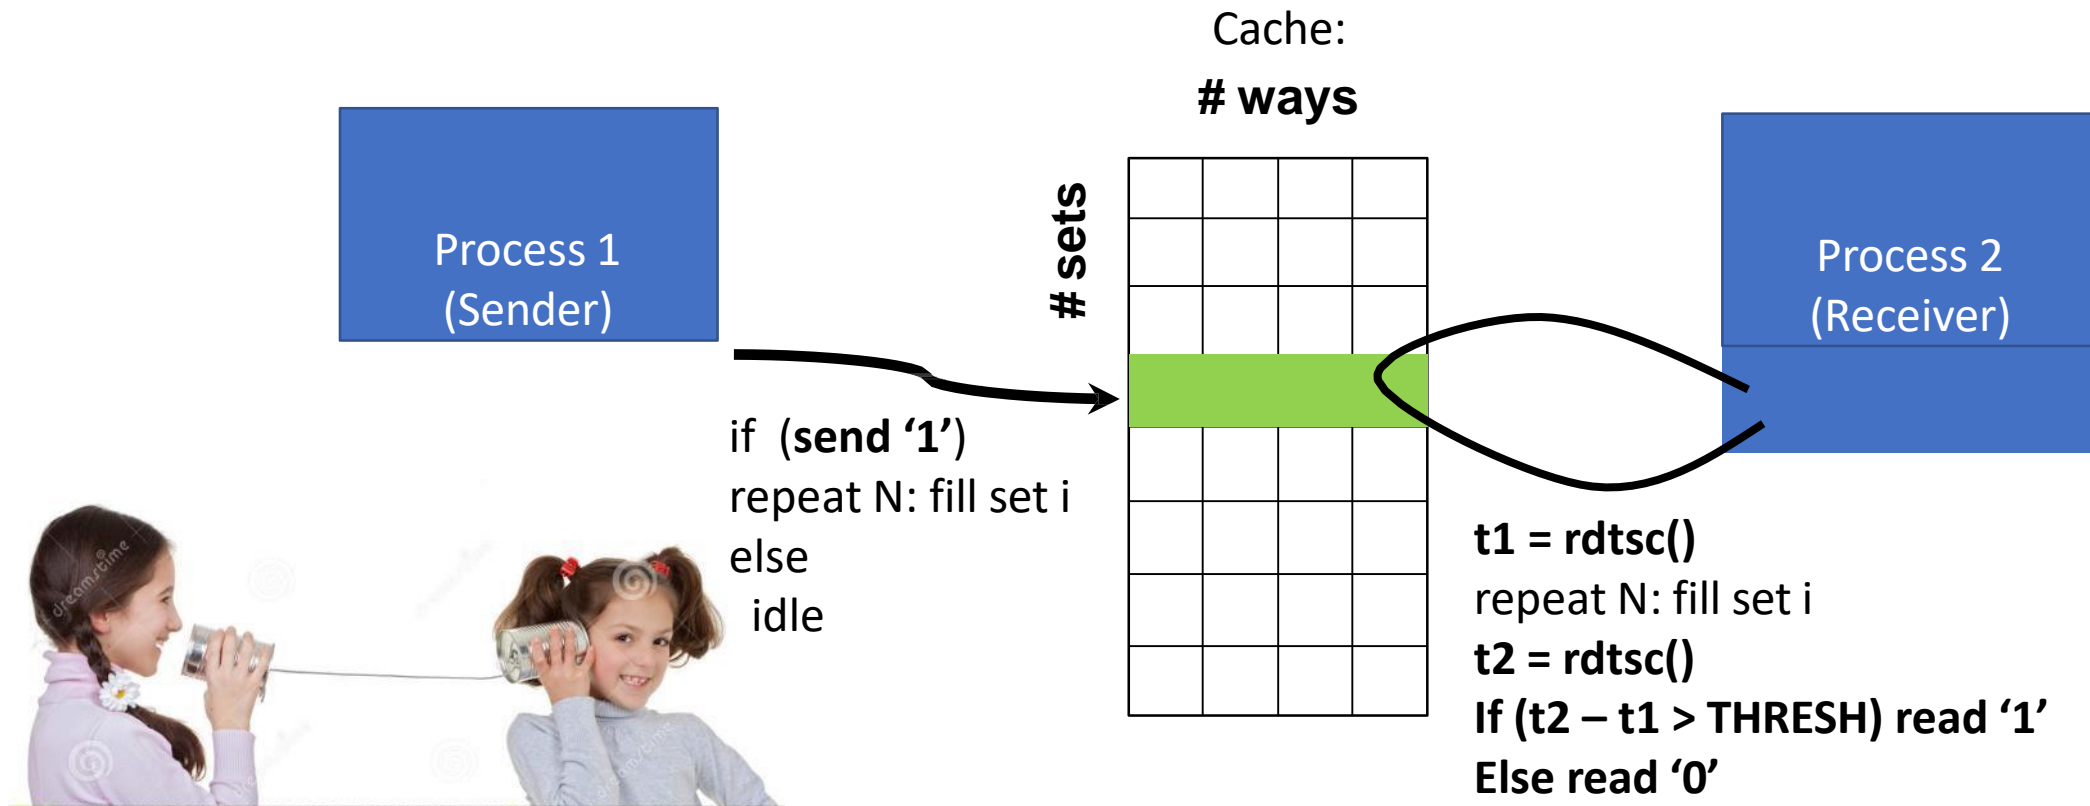 Cache:
# ways
# sets
Process 1
(Sender)
Process 2
(Receiver)
if (send ‘1’)
repeat N: fill set i
else
idle
t1 = rdtsc()
repeat N: fill set i
t2 = rdtsc()
If (t2 – t1 > THRESH) read ‘1’
Else read ‘0’
dreamstime